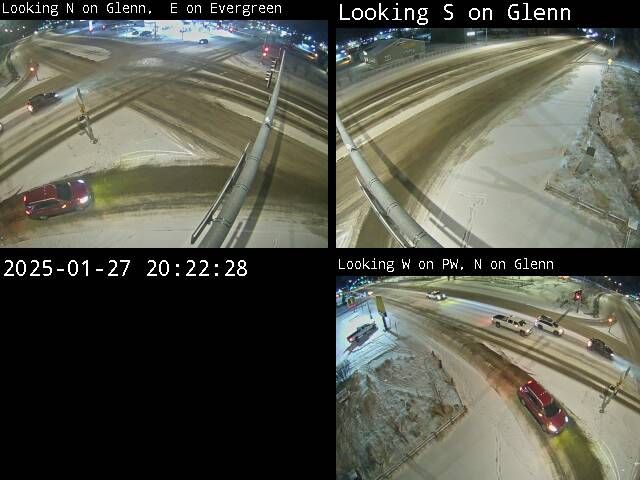 Looking N on Glenn,  E on Evergreen
Looking S on Glenn
2025-01-27 20:22:28
Looking W on PW, N on Glenn